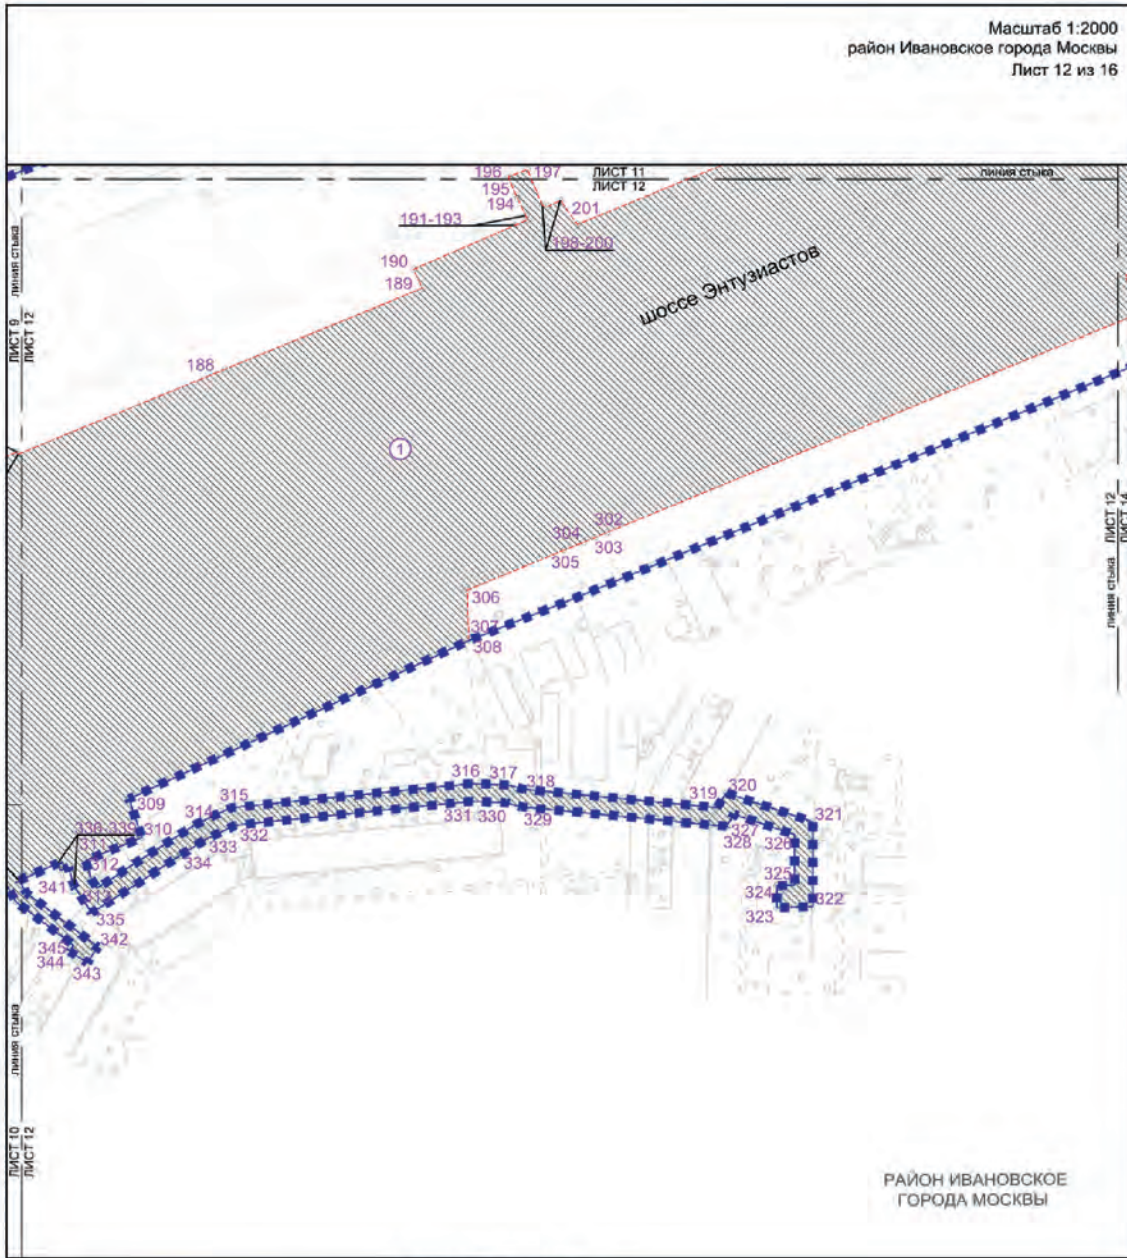 Масштаб 1:2000
район Ивановское города Москвы
Лист 12 из 16
196
197
ЛИСТ 11
ЛИСТ 12
линия стыка
195
194
201
191-193
198-200
190
189
шоссе Энтузиастов
линия стыка
ЛИСТ 9
ЛИСТ 12
188
1
302
304
303
305
ЛИСТ 12
ЛИСТ 14
линия стыка
306
307
308
309
310
314
315
316
317
318
319
320
321
336-339
311
312
332
333
334
331
330
329
328
327
326
325
324
323
322
341
335
342
345
344
343
линия стыка
ЛИСТ 10
ЛИСТ 12
РАЙОН ИВАНОВСКОЕ
ГОРОДА МОСКВЫ